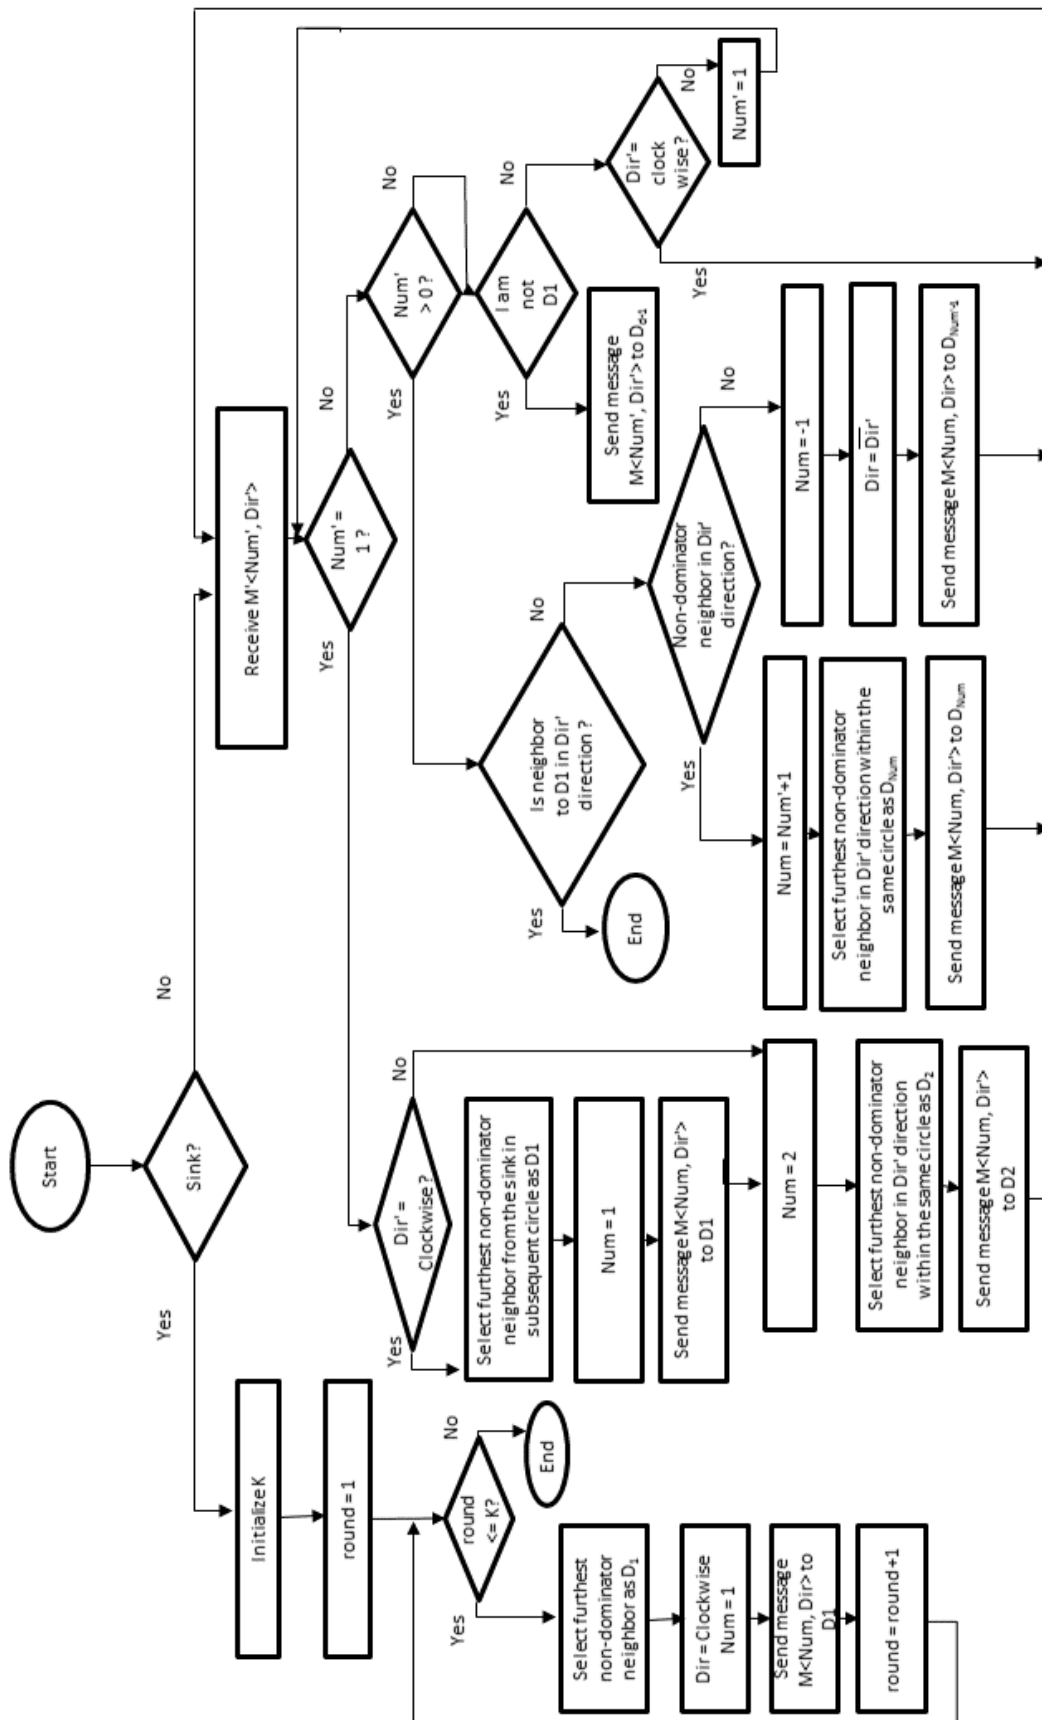 Start
Sink?
Yes
No
Initialize K
round = 1
round
<= K?
Yes
No
End
Select furthest
non-dominator
neighbor as D1
Dir = Clockwise
Num = 1
Send message
M<Num, Dir> to
D1
round = round+1
Receive M'<Num', Dir'>
Num' =
1 ?
Yes
No
Dir' =
Clockwise ?
Yes
No
Select furthest non-dominator
neighbor from the sink in
subsequent circle as D1
Num = 1
Send message M<Num, Dir'>
to D1
Num = 2
Select furthest non-dominator
neighbor in Dir' direction
within the same circle as D2
Send message M<Num, Dir'>
to D2
Num'
> 0 ?
Yes
No
Is neighbor
to D1 in Dir'
direction ?
Yes
No
End
Non-dominator
neighbor in Dir'
direction?
Yes
No
Num = Num'+1
Select furthest non-dominator
neighbor in Dir' direction within the
same circle as DNum
Send message M<Num, Dir'> to DNum
Num = -1
Dir = Dir'
Send message M<Num, Dir> to DNum'-1
I am
not
D1
Yes
No
Send message
M<Num', Dir'> to Dd-1
Dir'=
clock
wise ?
Yes
No
Num' = 1